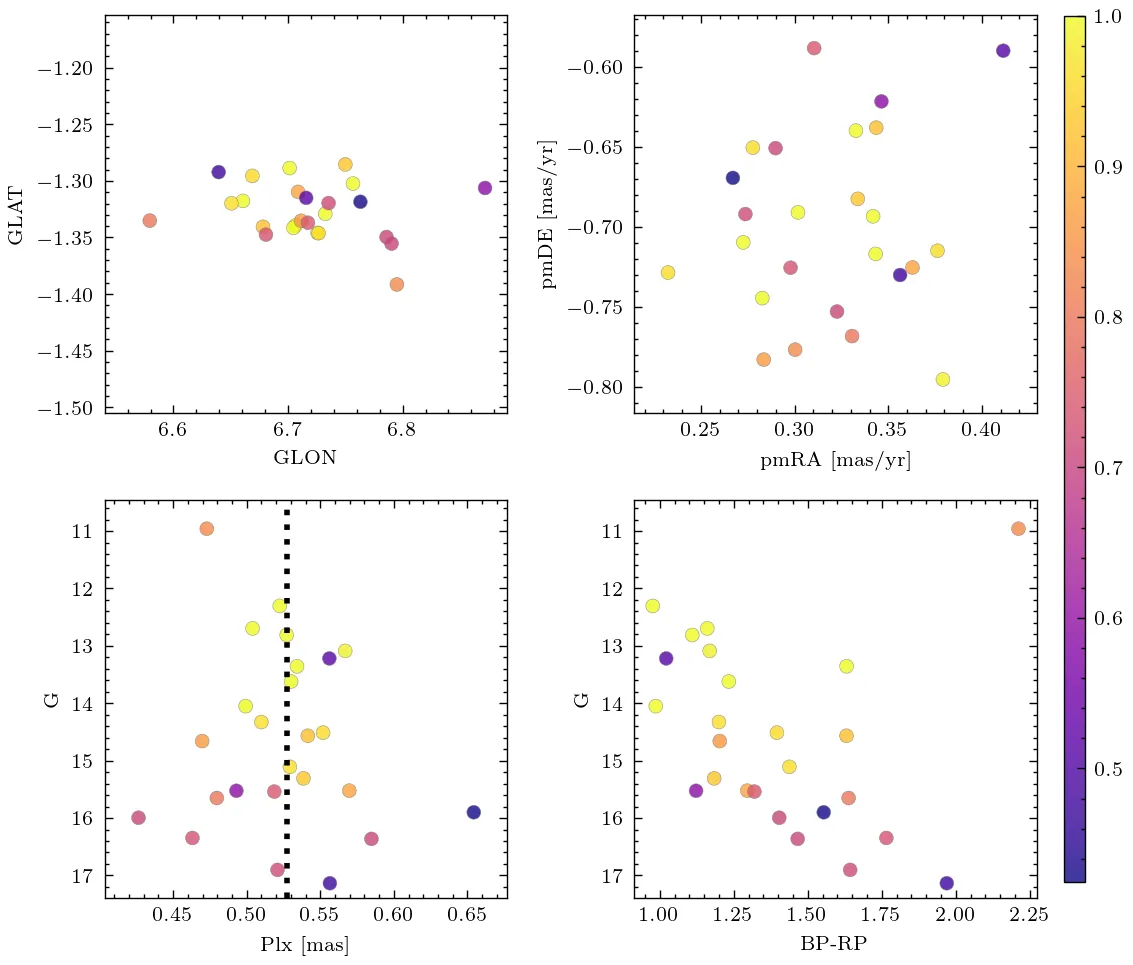 −1.20
−1.25
−1.30
−1.35
−1.40
−1.45
−1.50
GLAT
6.6 6.7 6.8
GLON
−0.60
−0.65
−0.70
−0.75
−0.80
pmDE [mas/yr]
0.25 0.30 0.35 0.40
pmRA [mas/yr]
11
12
13
14
15
16
17
G
0.45 0.50 0.55 0.60 0.65
Plx [mas]
11
12
13
14
15
16
17
G
1.00 1.25 1.50 1.75 2.00 2.25
BP-RP
1.0
0.9
0.8
0.7
0.6
0.5